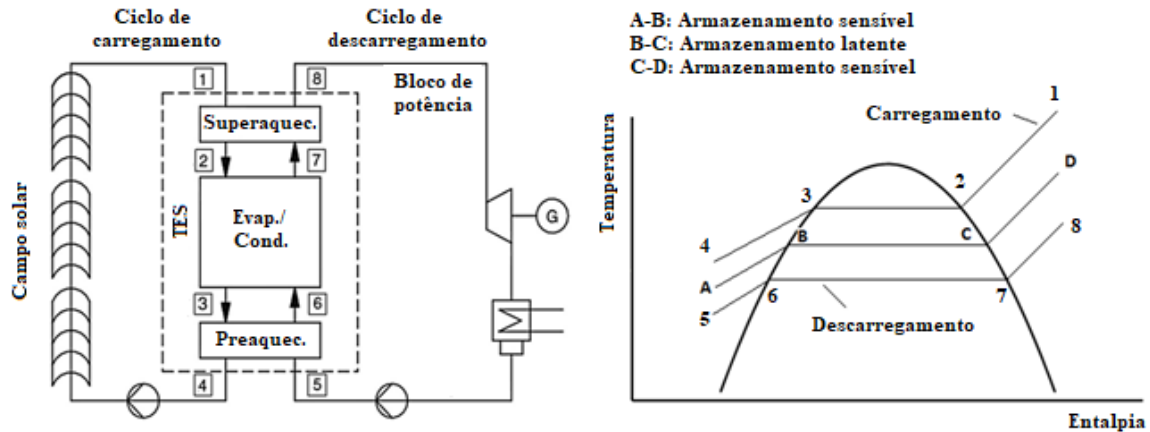 Ciclo de
carregamento
Ciclo de
descarregamento
1
8
Bloco de
potência
Superaquec.
2
7
Campo solar
TES
Evap./
Cond.
G
3
6
Preaquec.
4
5
A-B: Armazenamento sensível
B-C: Armazenamento latente
C-D: Armazenamento sensível
Temperatura
Carregamento
1
D
2
3
4
B
C
8
A
5
6
7
Descarregamento
Entalpia